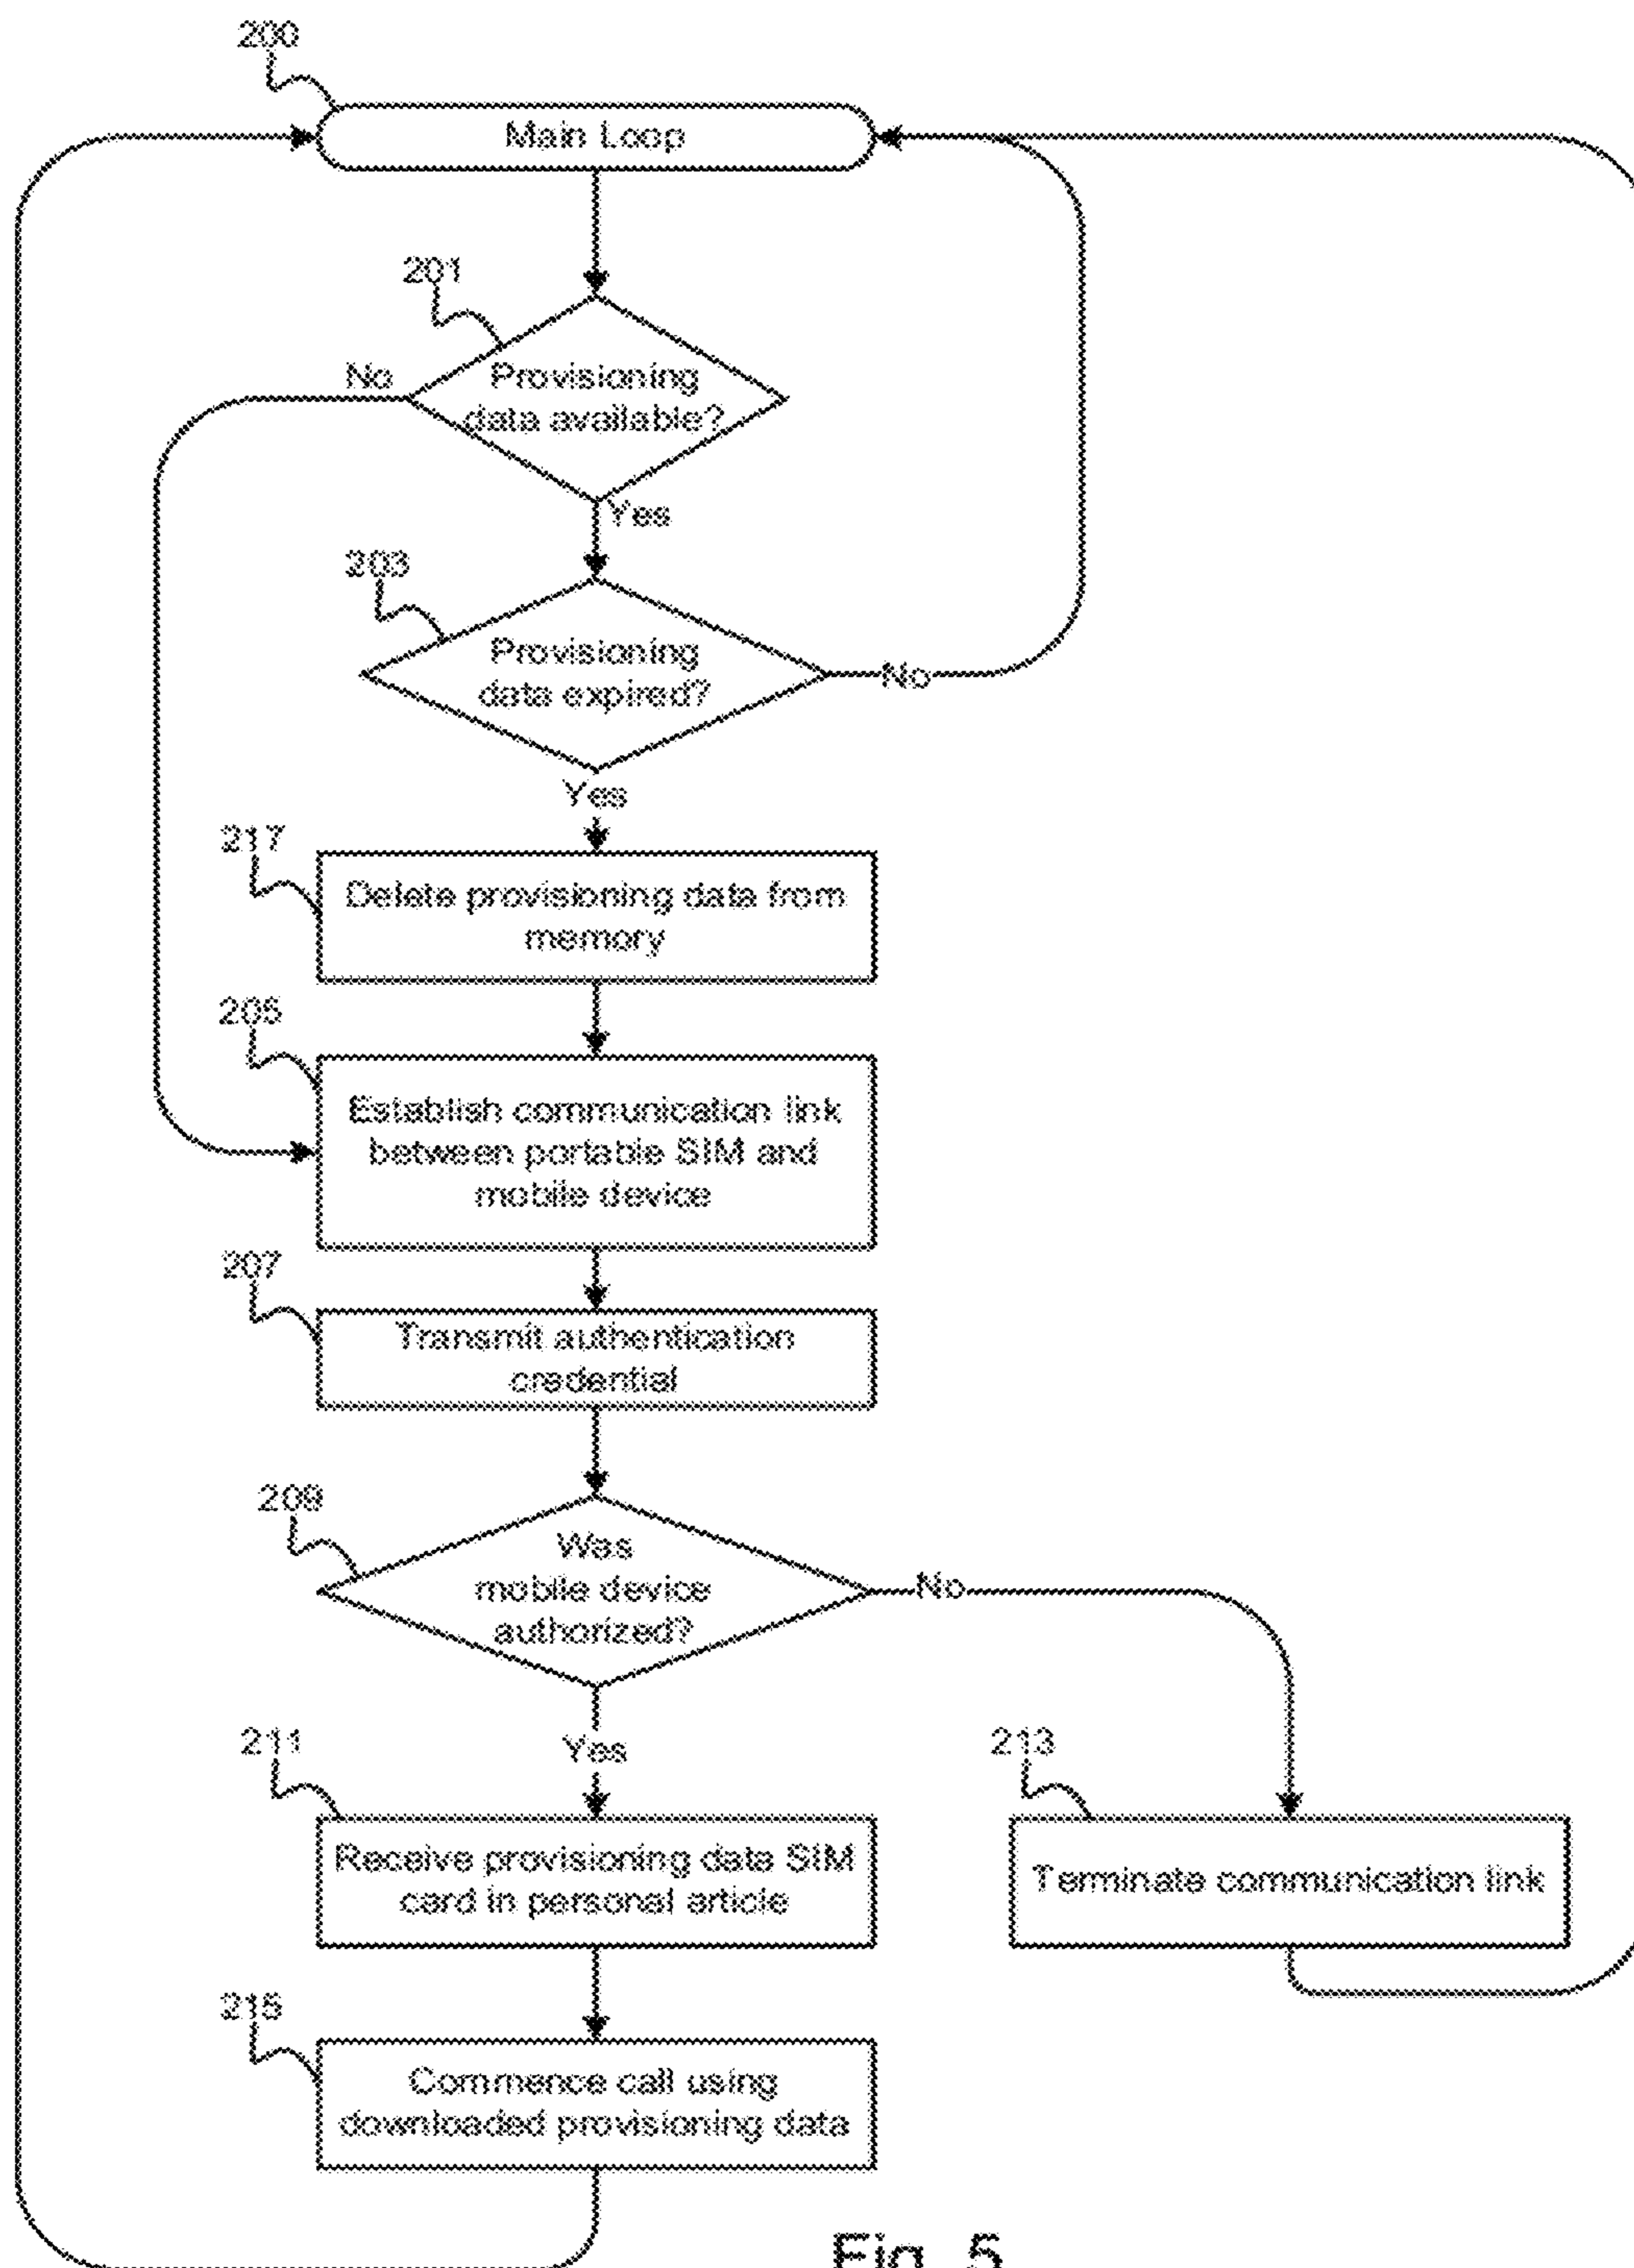 200
Main Loop
201
No
Provisioning
data available?
Yes
203
Provisioning
data expired?
No
Yes
217
Delete provisioning data from
memory
205
Establish communication link
between portable SIM and
mobile device
207
Transmit authentication
credential
209
Was
mobile device
authorized?
No
211
Yes
213
Receive provisioning data SIM
card in personal article
Terminate communication link
215
Commence call using
downloaded provisioning data
Fig. 5